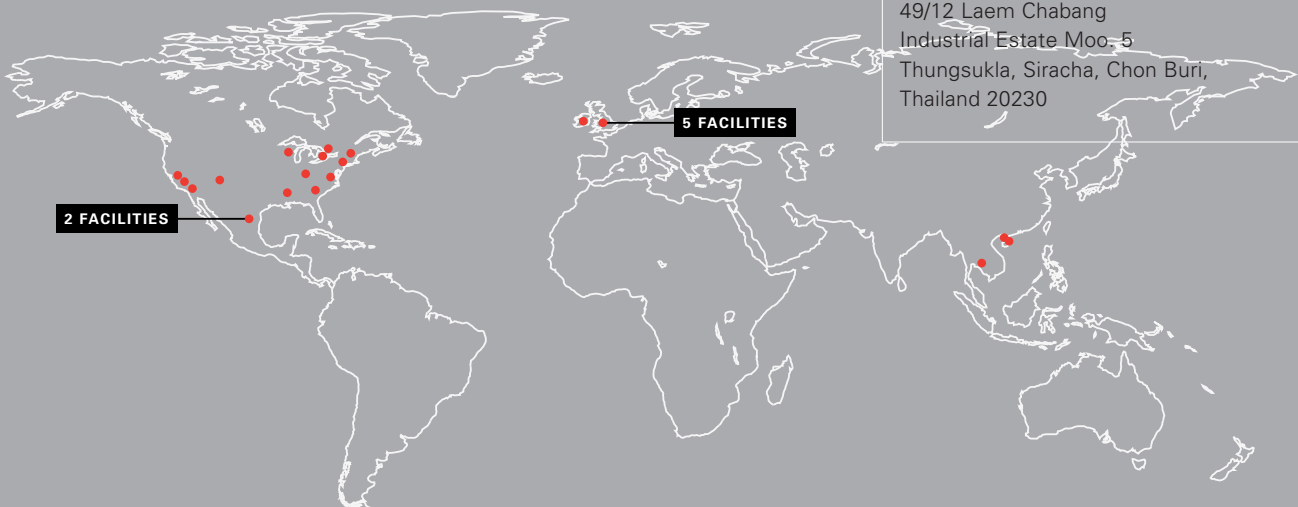 49/12 Laem Chabang
Industrial Estate Moo. 5
Thungsukla, Siracha, Chon Buri,
Thailand 20230
5 FACILITIES
2 FACILITIES